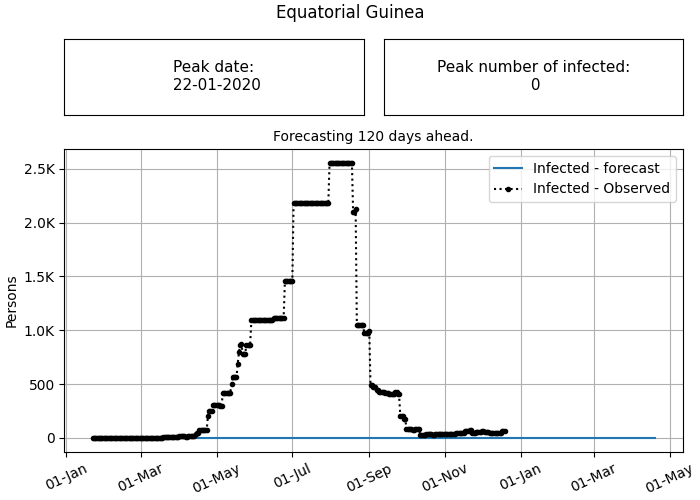 Equatorial Guinea
Peak date:
22-01-2020
Peak number of infected:
0
Forecasting 120 days ahead.
Infected - forecast
Infected - Observed
Persons
2.5K
2.0K
1.5K
1.0K
500
0
01-Jan
01-Mar
01-May
01-Jul
01-Sep
01-Nov
01-Jan
01-Mar
01-May